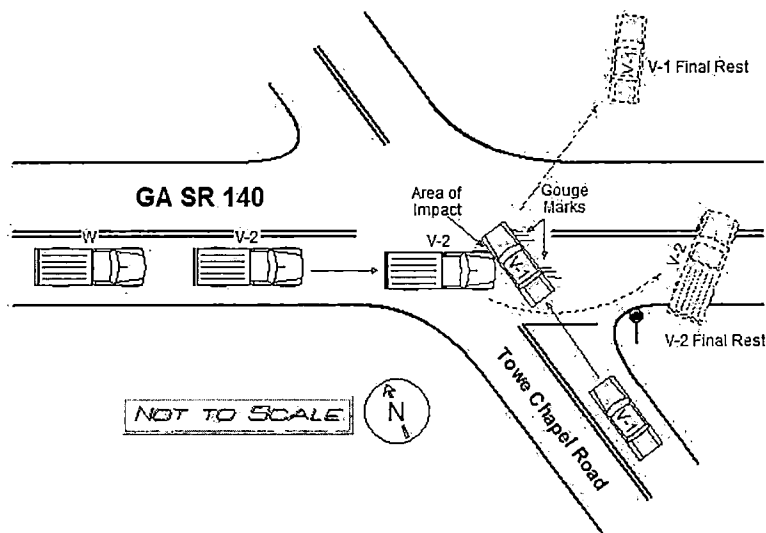 V-1
V-1 Final Rest
GA SR 140
Area of
Impact
Gouge
Marks
W
V-2
V-2
V-1
V-2
V-2 Final Rest
Towe Chapel Road
NOT TO SCALE
N
V-1